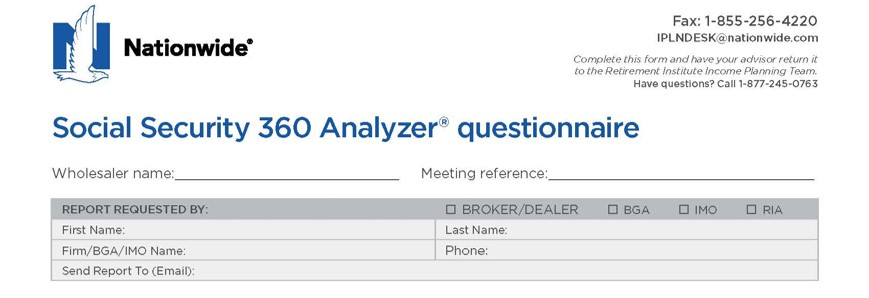 Nationwide®
Fax: 1-855-256-4220
IPLNDESK@nationwide.com
Complete this form and have your advisor return it
to the Retirement Institute Income Planning Team.
Have questions? Call 1-877-245-0763
Social Security 360 Analyzer® questionnaire
Wholesaler name: Meeting reference:
REPORT REQUESTED BY: ☐ BROKER/DEALER ☐ BGA ☐ IMO ☐ RIA
First Name: Last Name:
Firm/BGA/IMO Name: Phone:
Send Report To (Email):